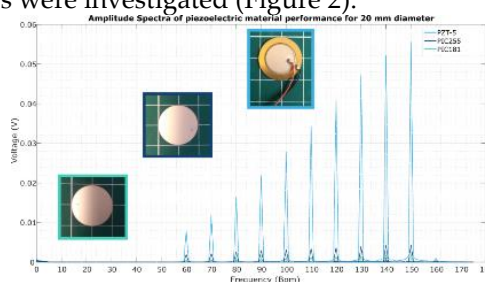 s were investigated (Figure 2).
Amplitude Spectra of piezoelectric material performance for 20 mm diameter
0.06
PZT-5
PIC255
PIC181
0.05
0.04
0.03
0.02
0.01
0
Voltage (V)
0 10 20 30 40 50 60 70 80 90 100 110 120 130 140 150 160 170
Frequency (Bpm)